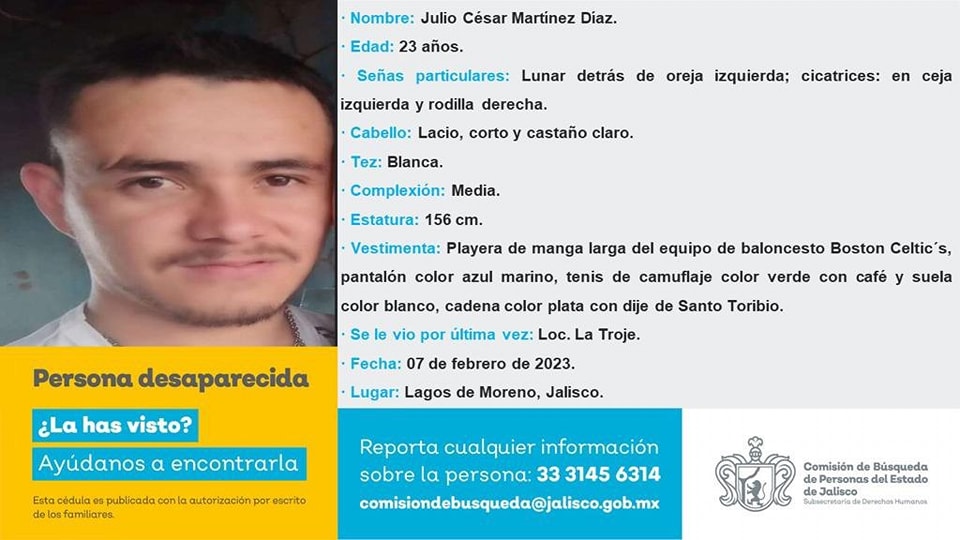 · Nombre: Julio César Martínez Díaz.
· Edad: 23 años.
· Señas particulares: Lunar detrás de oreja izquierda; cicatrices: en ceja
izquierda y rodilla derecha.
· Cabello: Lacio, corto y castaño claro.
· Tez: Blanca.
· Complexión: Media.
· Estatura: 156 cm.
· Vestimenta: Playera de manga larga del equipo de baloncesto Boston Celtic´s,
pantalón color azul marino, tenis de camuflaje color verde con café y suela
color blanco, cadena color plata con dije de Santo Toribio.
· Se le vio por última vez: Loc. La Troje.
· Fecha: 07 de febrero de 2023.
· Lugar: Lagos de Moreno, Jalisco.
Persona desaparecida
¿La has visto?
Ayúdanos a encontrarla
Esta cédula es publicada con la autorización por escrito
de los familiares.
Reporta cualquier información
sobre la persona: 33 3145 6314
comisiondebusqueda@jalisco.gob.mx
Comisión de Búsqueda
de Personas del Estado
de Jalisco
Subsecretaría de Derechos Humanos